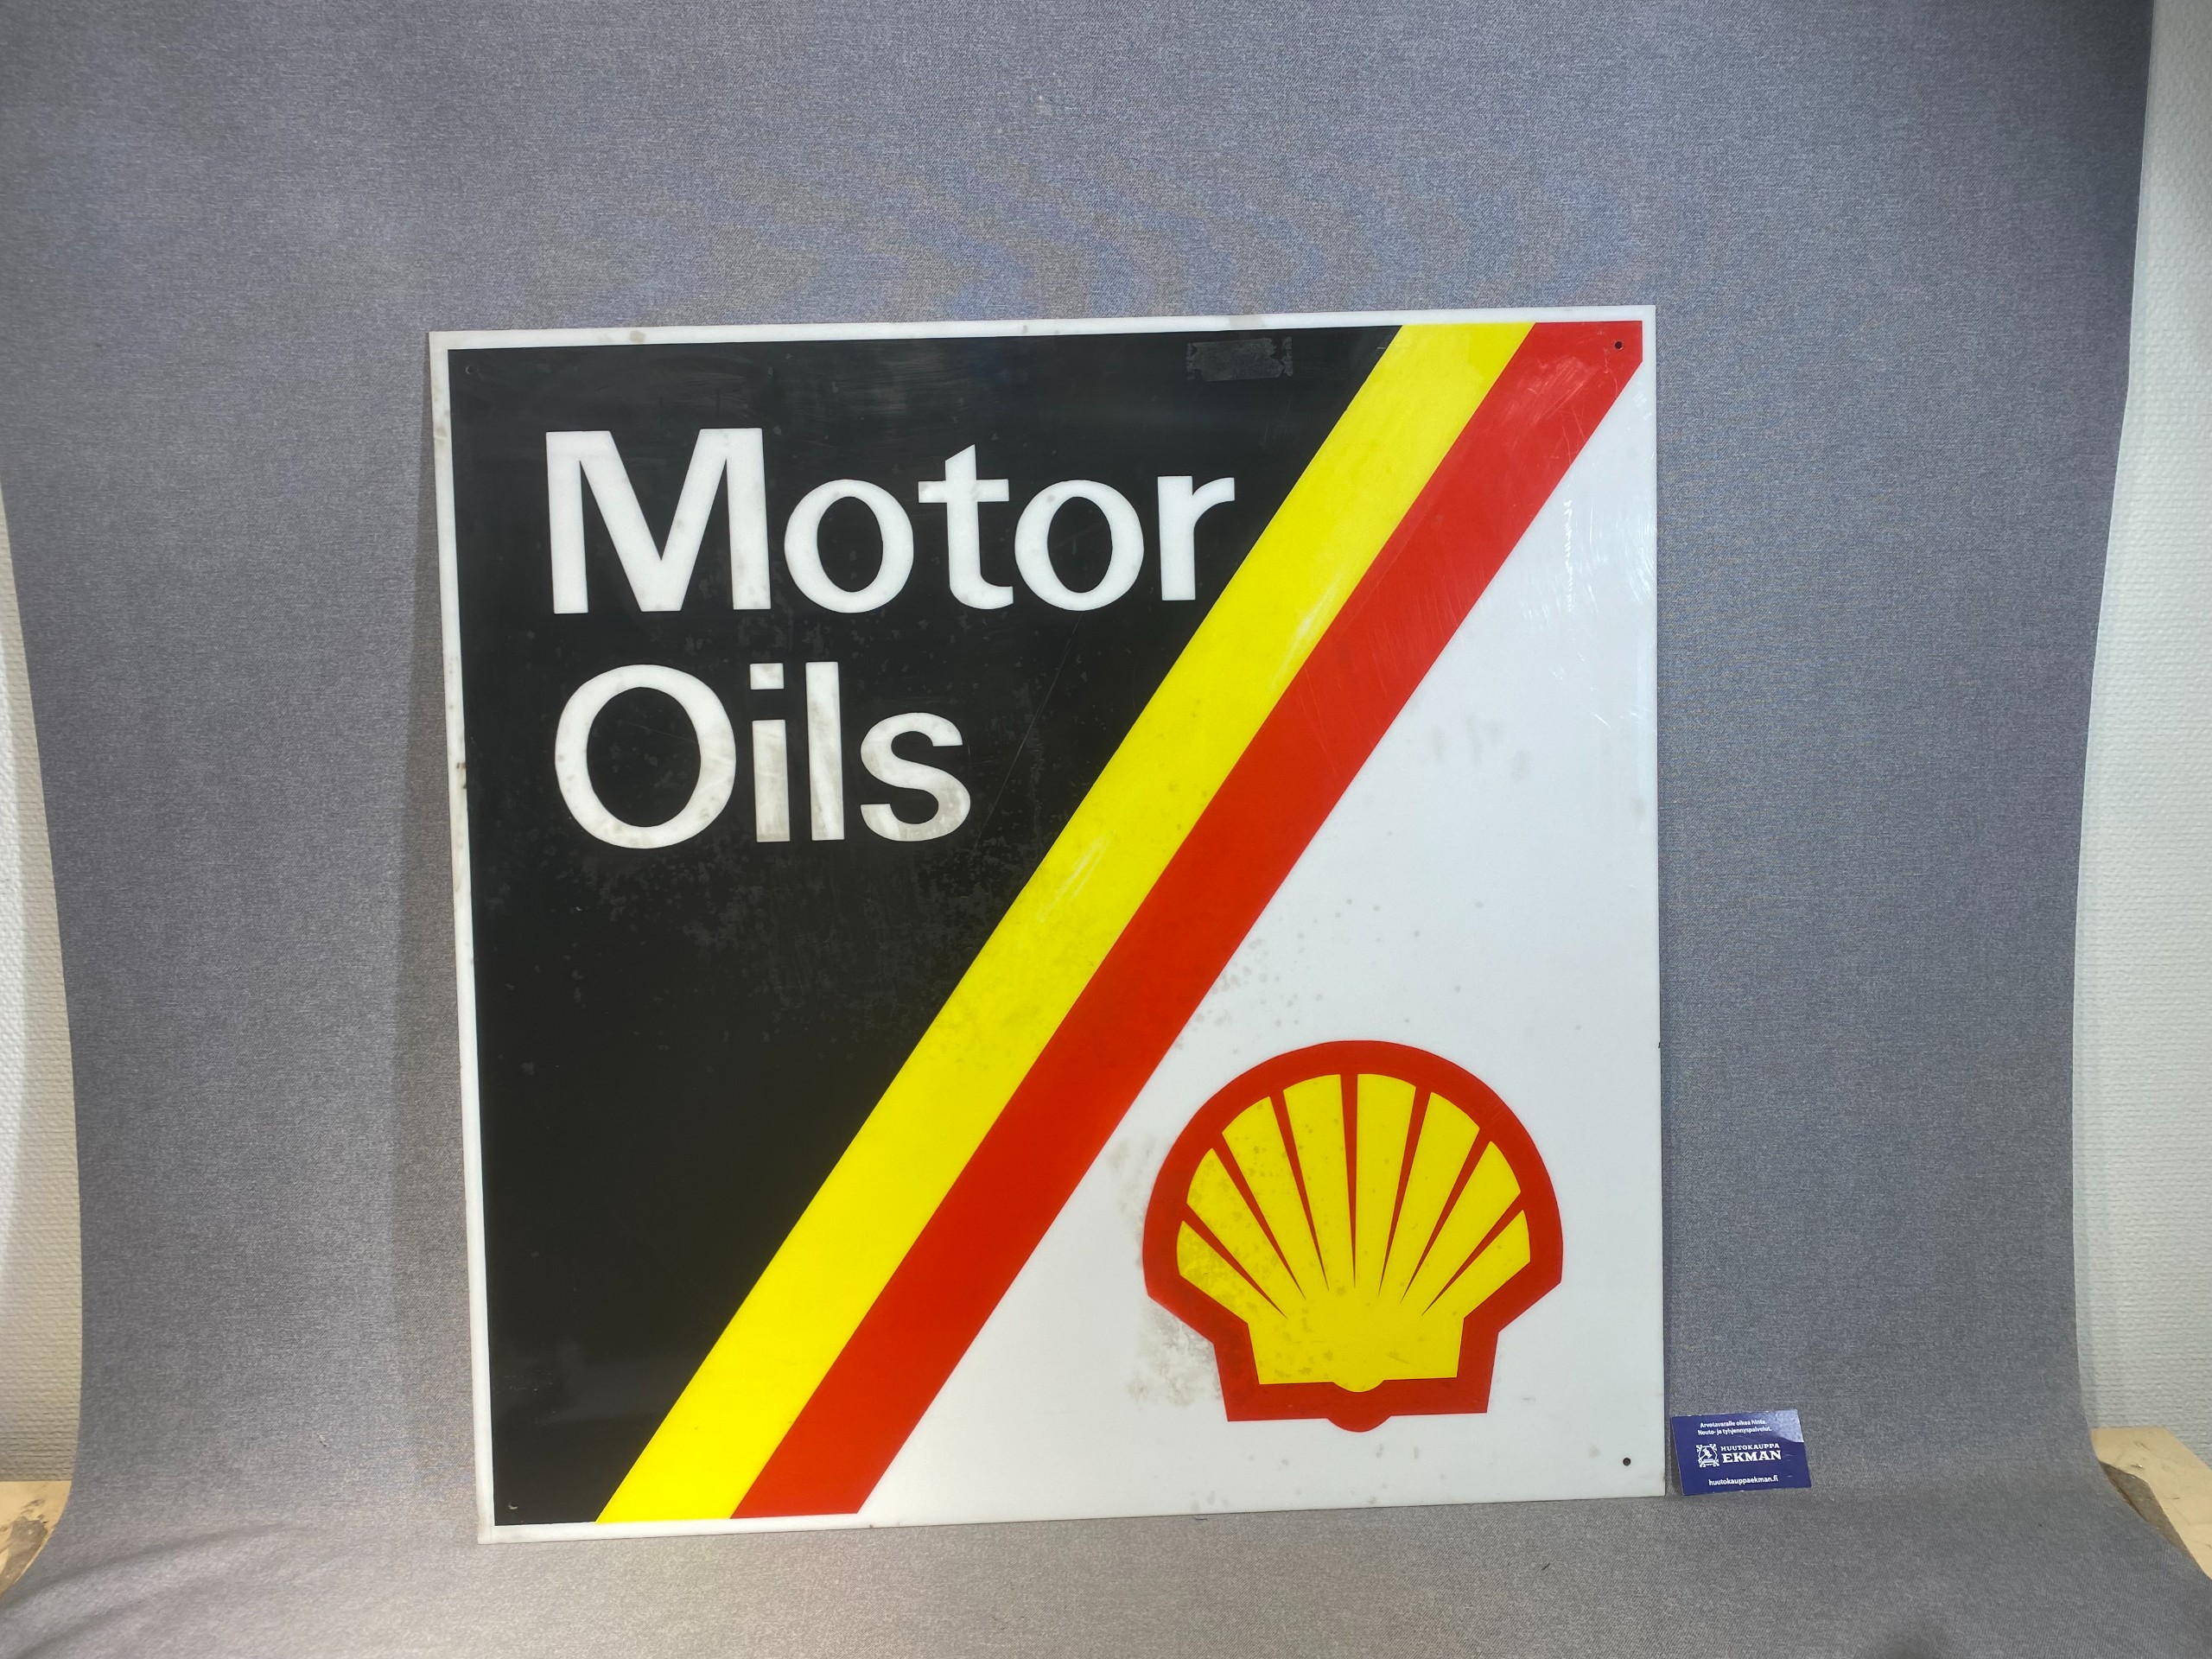 Motor
Oils
Arvotavaralle oikea hinta.
Nouto- ja tyhjennyspalvelut.
HUUTOKAUPPA
EKMAN
huutokauppaekman.fi